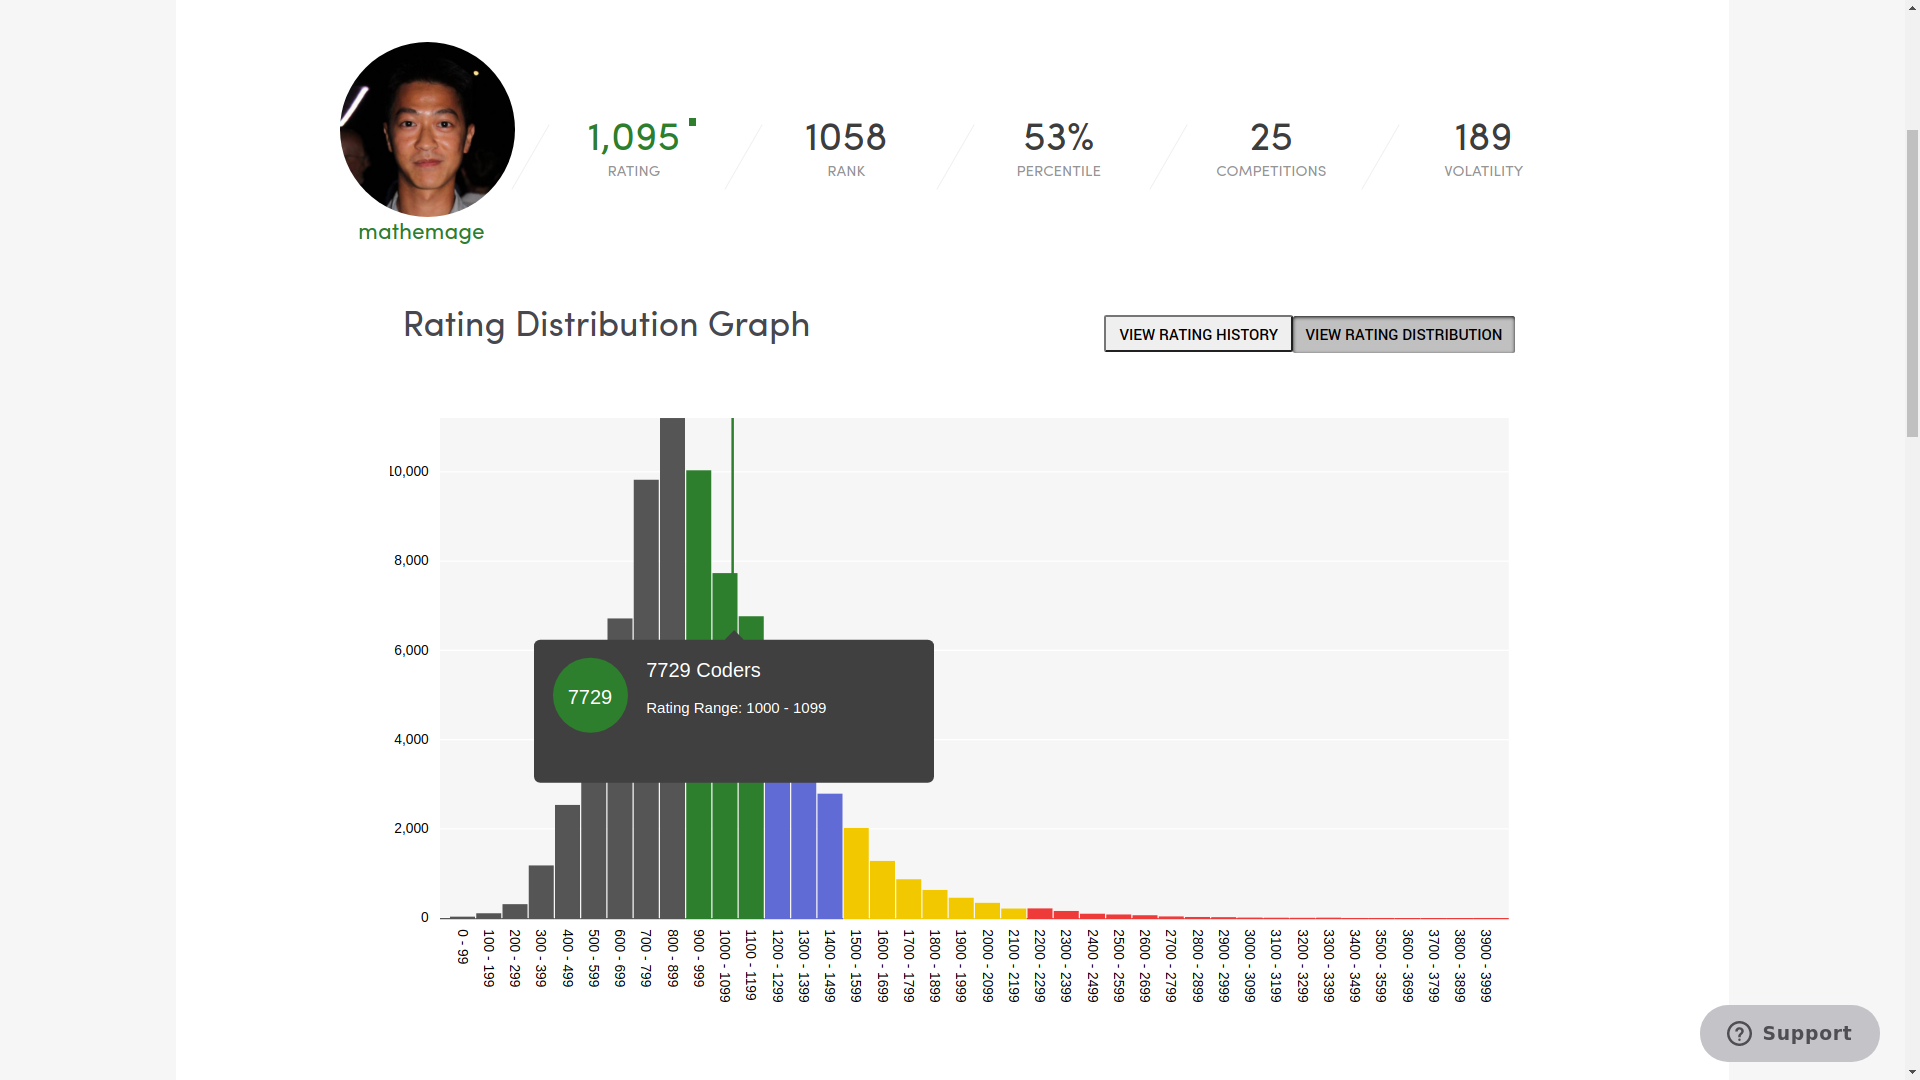 1,095
RATING
1058
RANK
53%
PERCENTILE
25
COMPETITIONS
189
VOLATILITY
mathemage
Rating Distribution Graph
VIEW RATING HISTORY
VIEW RATING DISTRIBUTION
10,000
8,000
6,000
4,000
2,000
0
7729
7729 Coders
Rating Range: 1000 - 1099
0 - 99
100 - 199
200 - 299
300 - 399
400 - 499
500 - 599
600 - 699
700 - 799
800 - 899
900 - 999
1000 - 1099
1100 - 1199
1200 - 1299
1300 - 1399
1400 - 1499
1500 - 1599
1600 - 1699
1700 - 1799
1800 - 1899
1900 - 1999
2000 - 2099
2100 - 2199
2200 - 2299
2300 - 2399
2400 - 2499
2500 - 2599
2600 - 2699
2700 - 2799
2800 - 2899
2900 - 2999
3000 - 3099
3100 - 3199
3200 - 3299
3300 - 3399
3400 - 3499
3500 - 3599
3600 - 3699
3700 - 3799
3800 - 3899
3900 - 3999
Support